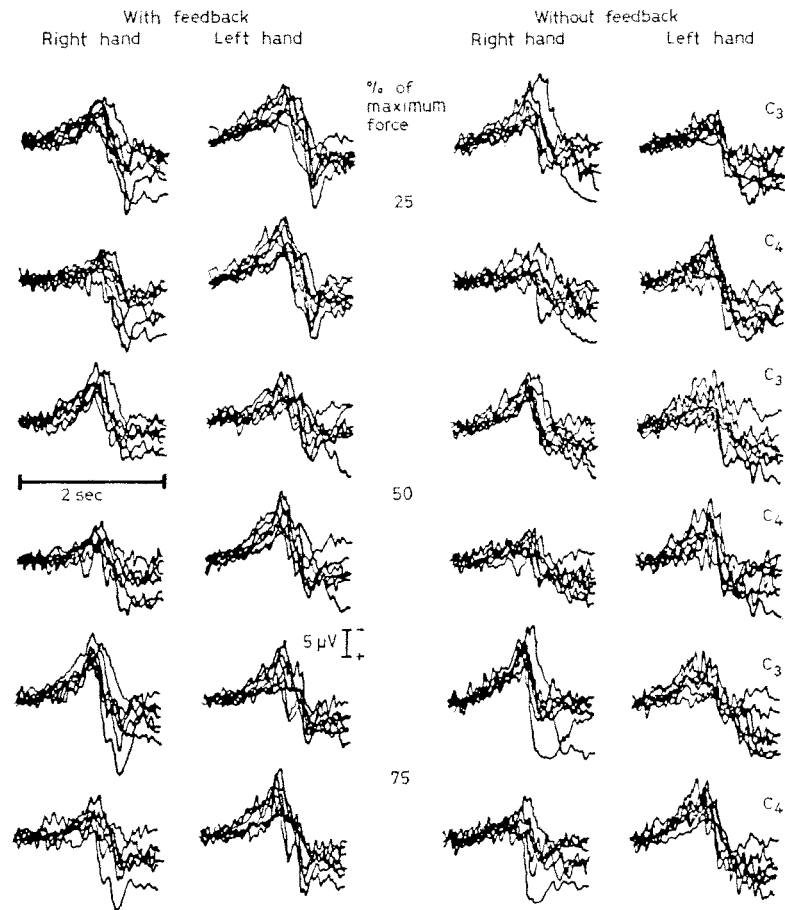 With feedback
Without feedback
Right hand
Left hand
Right hand
Left hand
% of
maximum
force
C3
25
C4
C3
2 sec
50
C4
5 μV
-
+
C3
75
C4